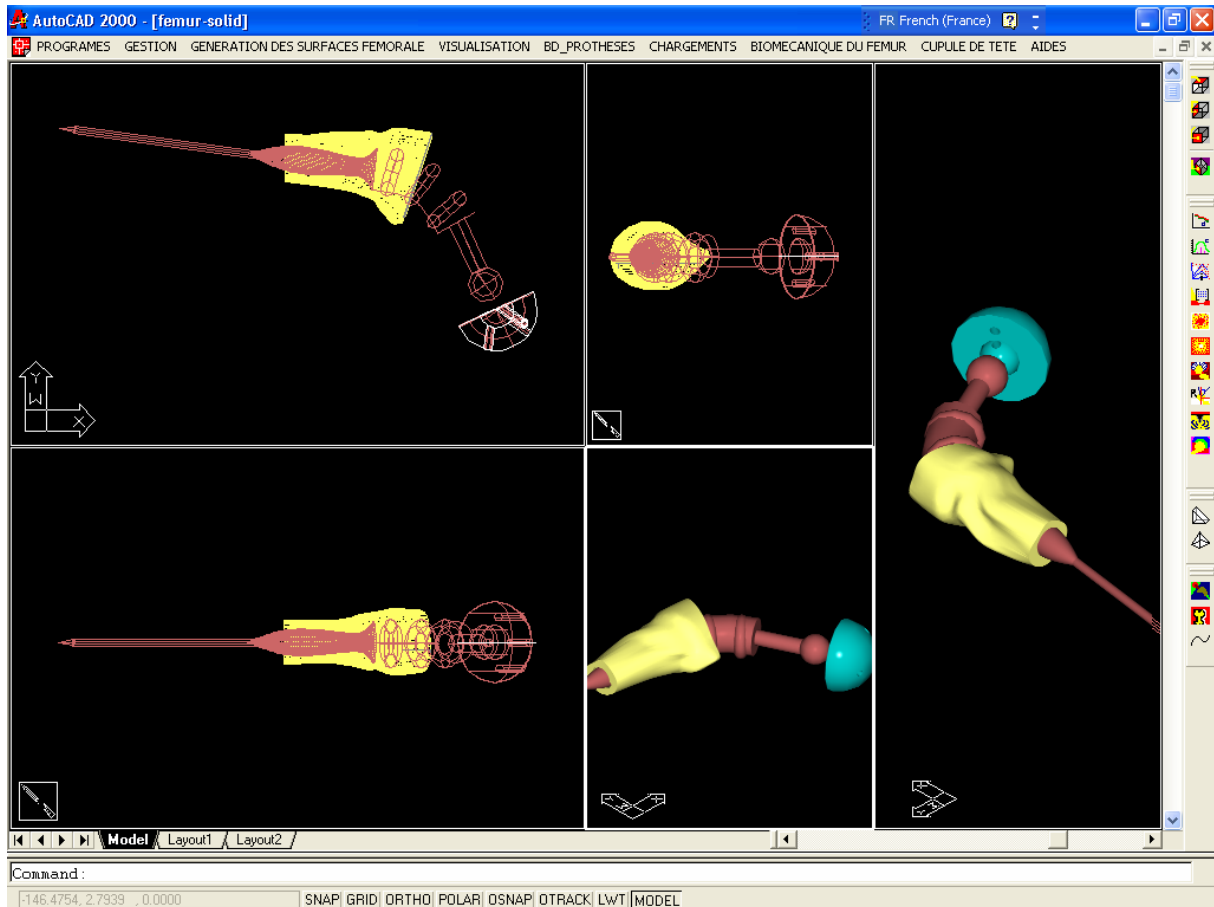 AutoCAD 2000 - [femur-solid]
FR French (France)
PROGRAMES GESTION GENERATION DES SURFACES FEMORALE VISUALISATION BD_PROTHESES CHARGEMENTS BIOMECANIQUE DU FEMUR CUPULE DE TETE AIDES
Y
W
X
Model Layout1 Layout2
Command:
-146.4754, 2.7939 , 0.0000 SNAP GRID ORTHO POLAR OSNAP OTRACK LWT MODEL